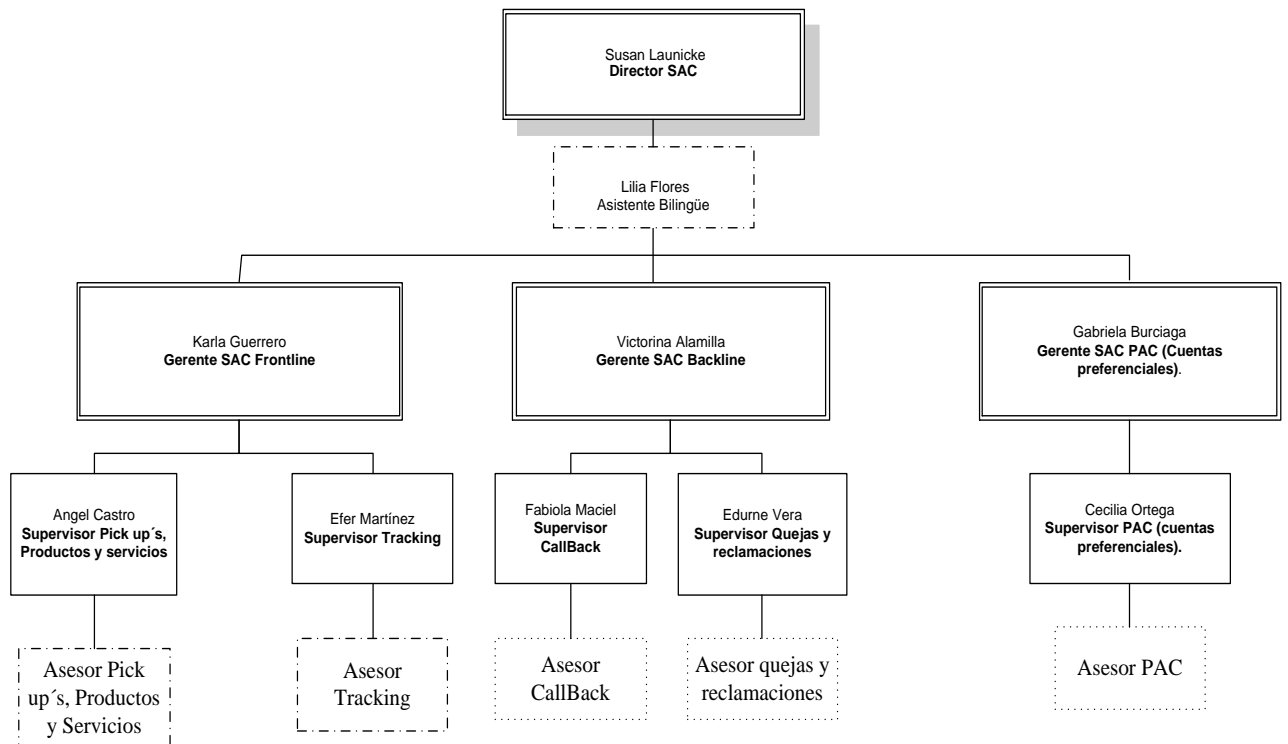 Susan Launicke
Director SAC
Lilia Flores
Asistente Bilingüe
Karla Guerrero
Gerente SAC Frontline
Victorina Alamilla
Gerente SAC Backline
Gabriela Burciaga
Gerente SAC PAC (Cuentas
preferenciales).
Angel Castro
Supervisor Pick up´s,
Productos y servicios
Efer Martínez
Supervisor Tracking
Fabiola Maciel
Supervisor
CallBack
Edurne Vera
Supervisor Quejas y
reclamaciones
Cecilia Ortega
Supervisor PAC (cuentas
preferenciales).
Asesor Pick
up´s, Productos
y Servicios
Asesor
Tracking
Asesor
CallBack
Asesor quejas y
reclamaciones
Asesor PAC